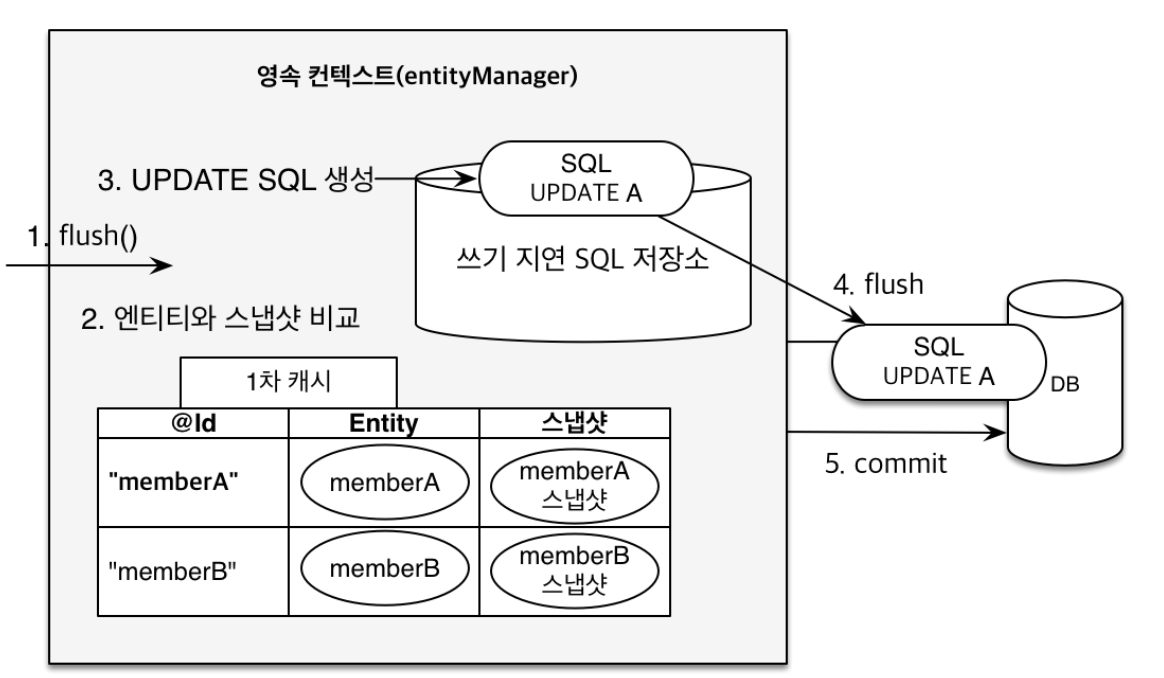 영속 컨텍스트(entityManager)
3. UPDATE SQL 생성
SQL
UPDATE A
1. flush()
쓰기 지연 SQL 저장소
4. flush
2. 엔티티와 스냅샷 비교
SQL
UPDATE A
DB
1차 캐시
@Id Entity 스냅샷
5. commit
"memberA" memberA memberA
스냅샷
"memberB" memberB memberB
스냅샷